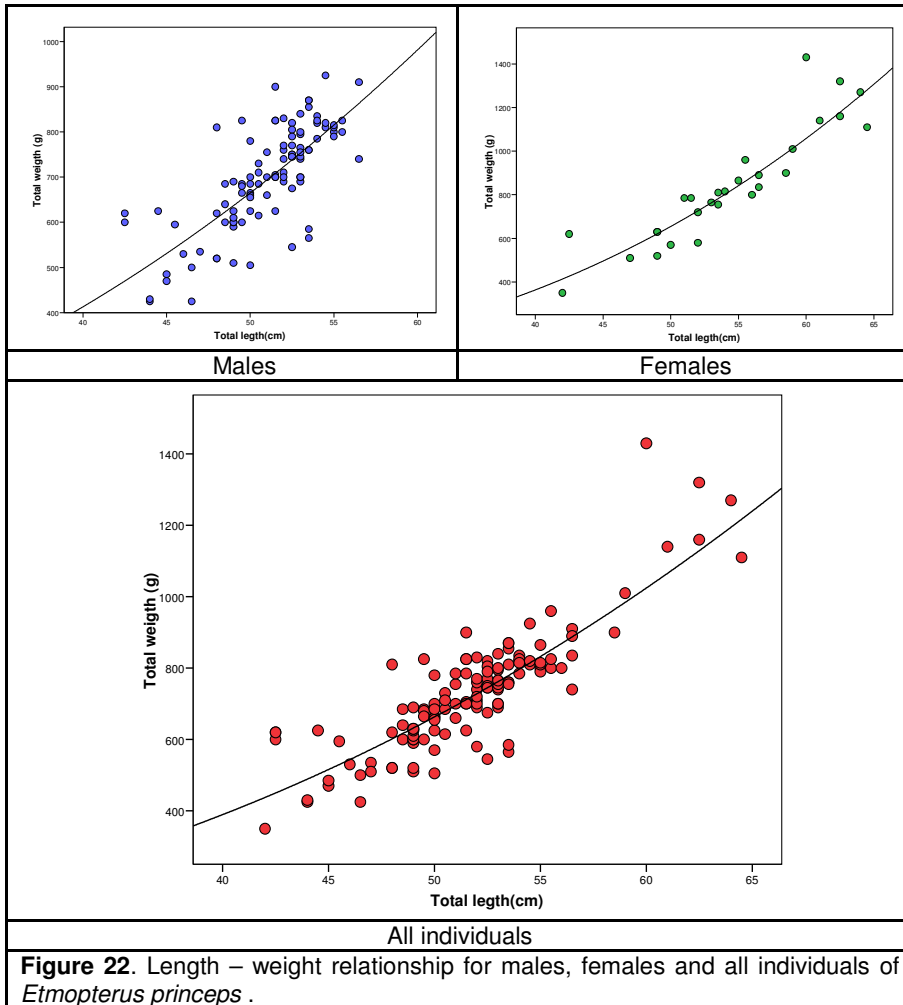 1000
900
800
700
600
500
400
Total weigth (g)
40 45 50 55 60
Total legth(cm)
Males
1400
1200
1000
800
600
400
Total weigth (g)
40 45 50 55 60 65
Total legth(cm)
Females
1400
1200
1000
800
600
400
Total weigth (g)
40 45 50 55 60 65
Total legth(cm)
All individuals
Figure 22. Length – weight relationship for males, females and all individuals of
Etmopterus princeps .